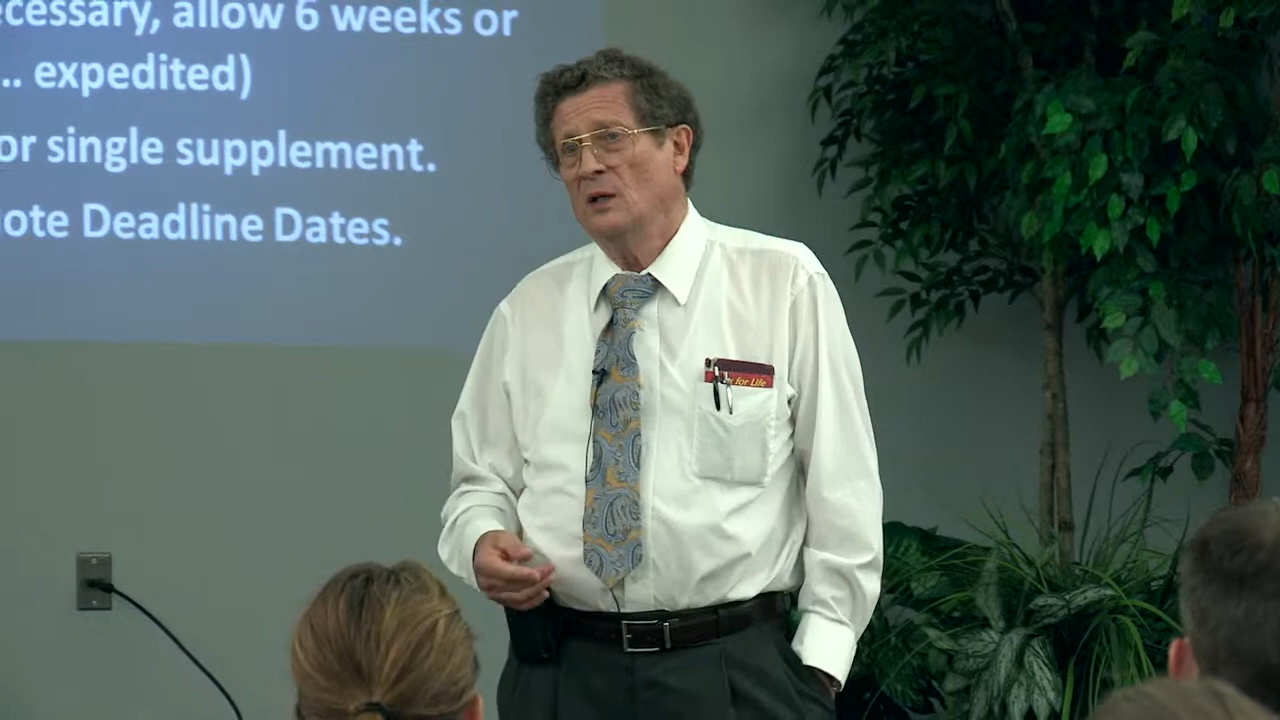 ecessary, allow 6 weeks or
.. expedited)
or single supplement.
ote Deadline Dates.
for Life